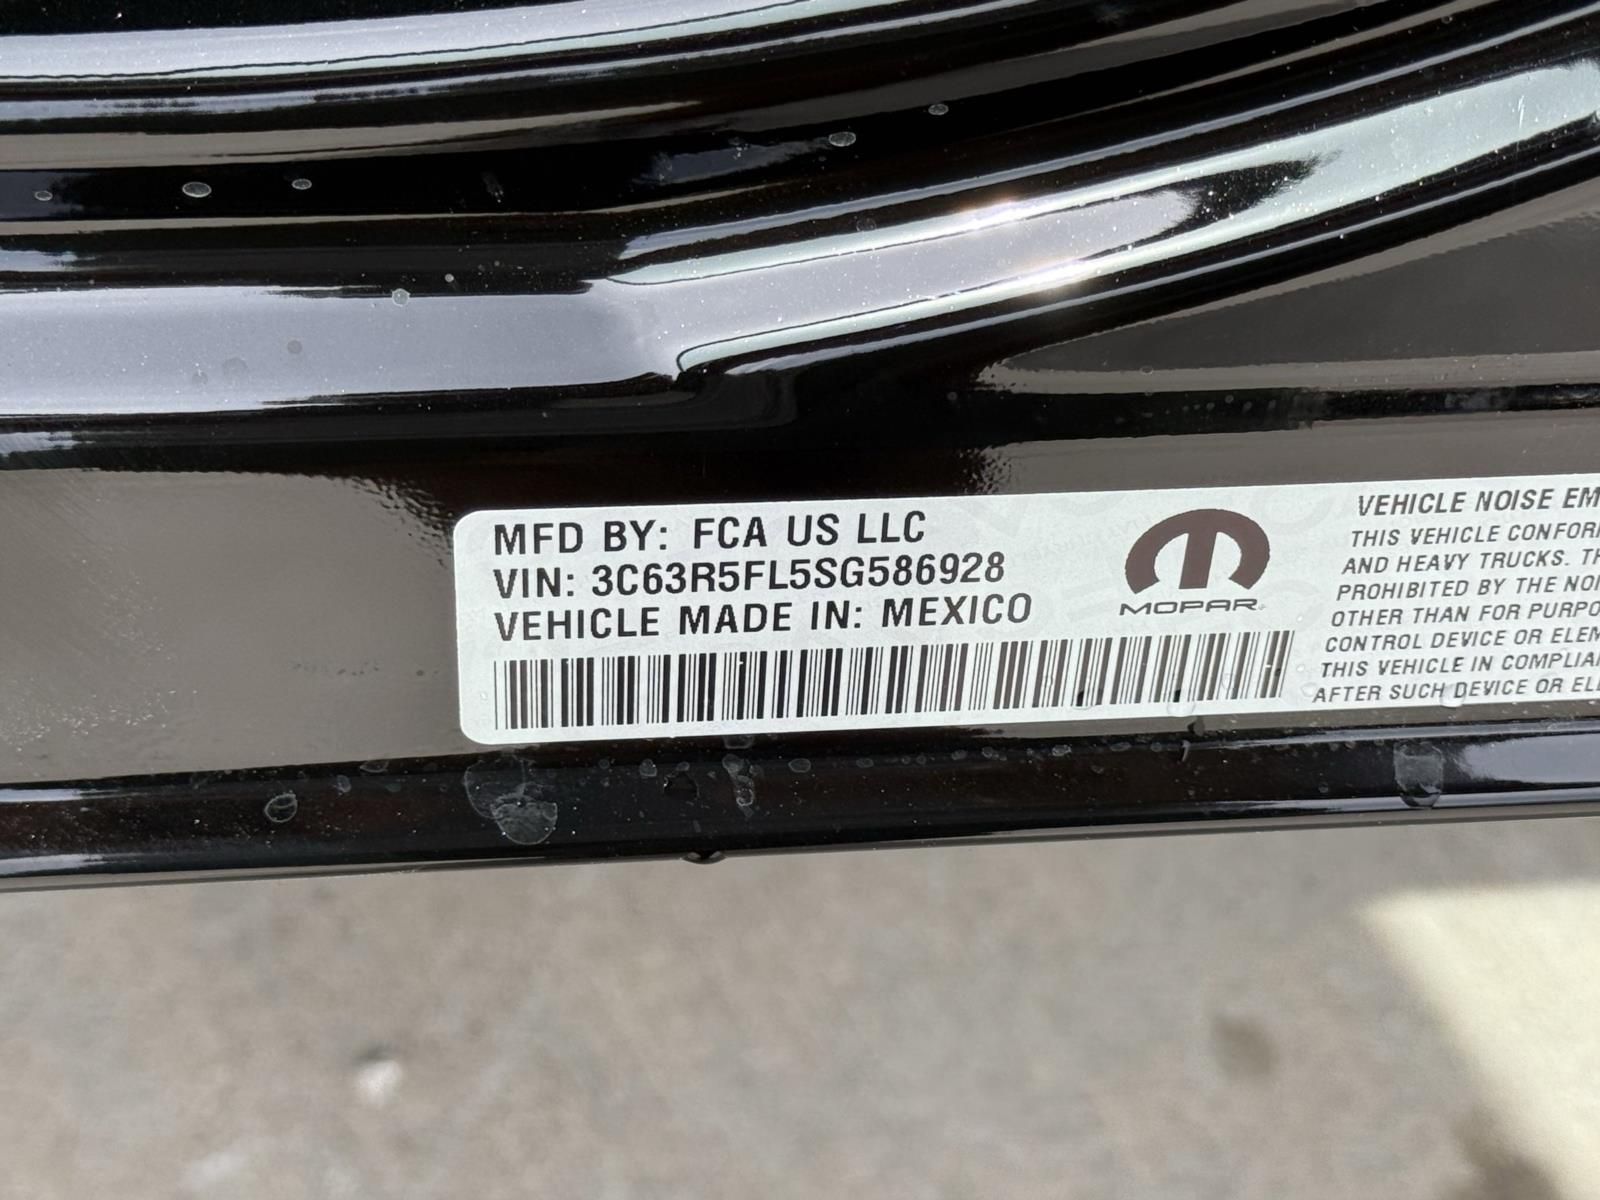 MFD BY: FCA US LLC
VIN: 3C63R5FL5SG586928
VEHICLE MADE IN: MEXICO
MOPAR
VEHICLE NOISE EM
THIS VEHICLE CONFOR
AND HEAVY TRUCKS. TH
PROHIBITED BY THE NOI
OTHER THAN FOR PURPO
CONTROL DEVICE OR ELEM
THIS VEHICLE IN COMPLIA
AFTER SUCH DEVICE OR EL